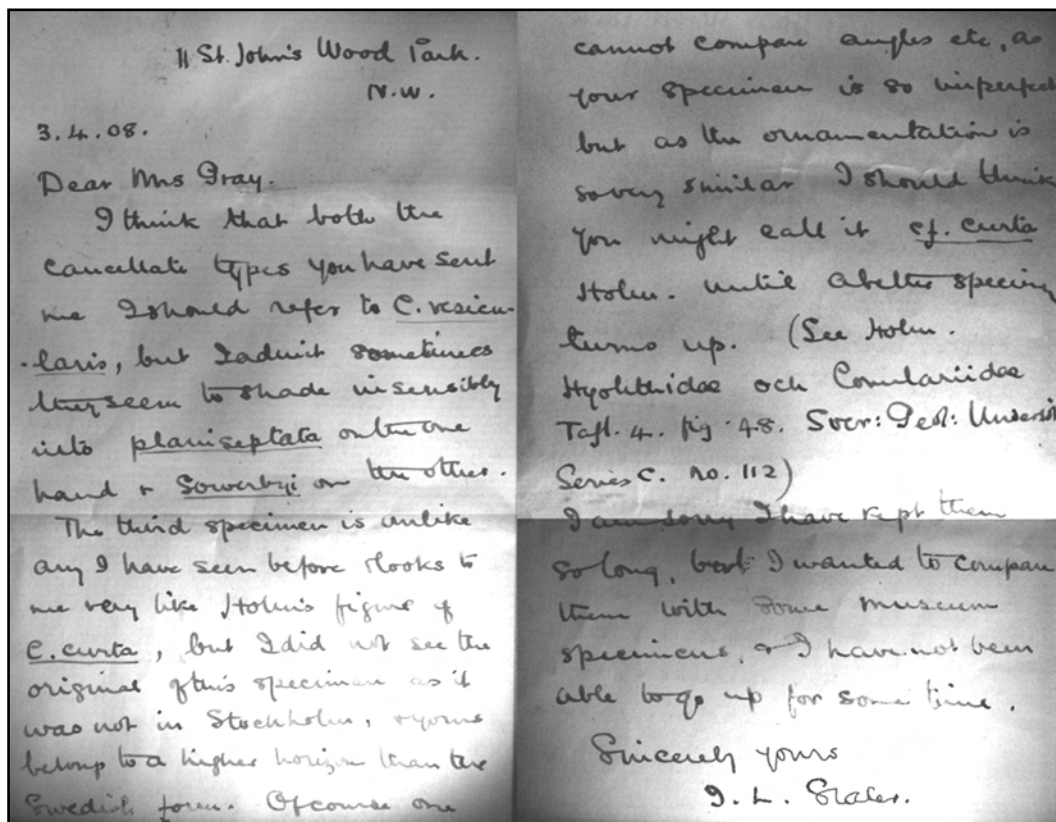 11 St. John's Wood Park.
N.W.
3.4.08.
Dear Mrs Gray.
I think that both the
cancellate types you have sent
me I should refer to C. vesicu-
-laris, but I admit sometimes
they seem to shade insensibly
into planiseptata on the one
hand & Sowerbyi on the other.
The third specimen is unlike
any I have seen before & looks to
me very like Holm's figure of
C. curta, but I did not see the
original of this specimen as it
was not in Stockholm, & yours
belong to a higher horizon than the
Swedish form. Of course one
cannot compare angles etc, as
your specimen is so imperfect
but as the ornamentation is
so very similar I should think
you might call it cf. curta
Holm. until a better specimen
turns up. (See Holm.
Hyolithidae och Conulariidae
Tafl. 4. fig. 48. Sver: Geol: Undersök
Series C. no. 112)
I am sorry I have kept them
so long, but I wanted to compare
them with some museum
specimens, & I have not been
able to go up for some time.
Sincerely yours
I. L. Slater.